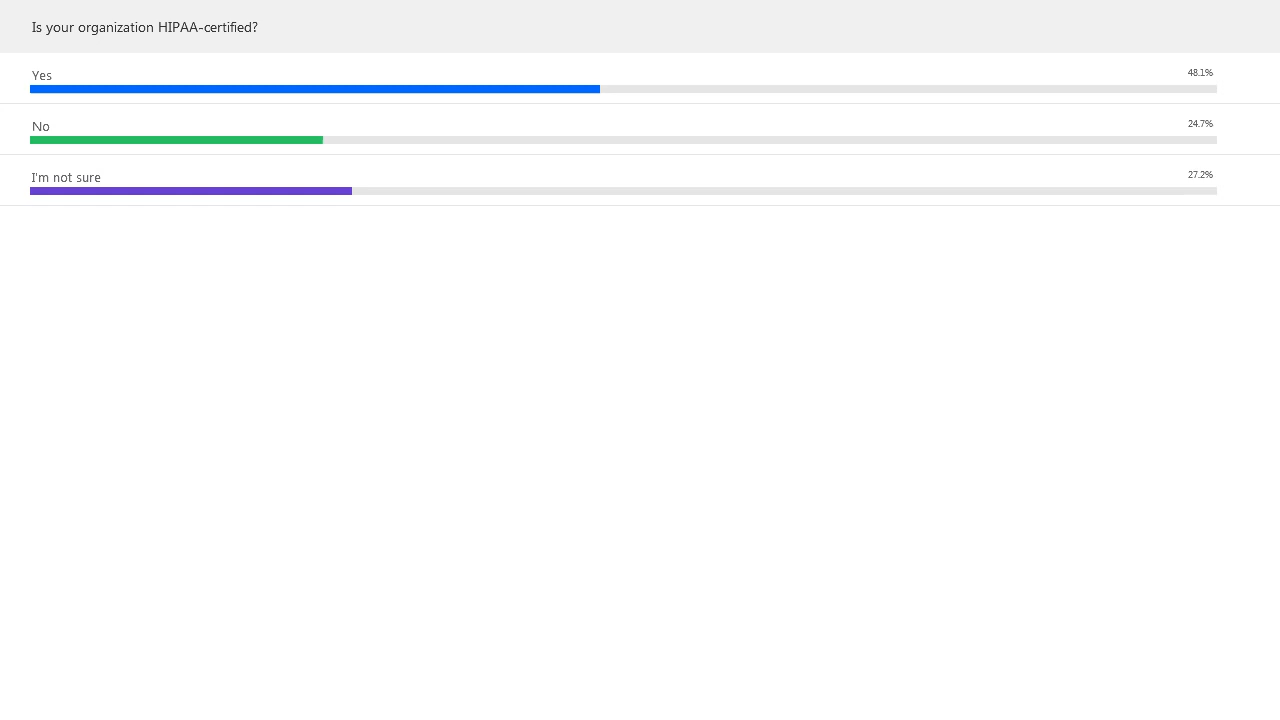 Is your organization HIPAA-certified?
Yes
48.1%
No
24.7%
I'm not sure
27.2%